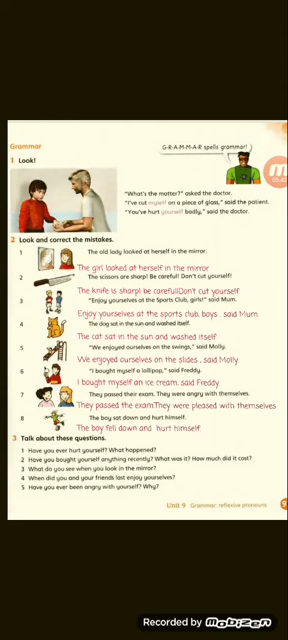 G-R-A-M-M-A-R spells grammar!
Grammar
1 Look!
"What's the matter?" asked the doctor.
"I've cut myself on a piece of glass," said the patient.
"You've hurt yourself badly," said the doctor.
2 Look and correct the mistakes.
1 The old lady looked at herself in the mirror.
The girl looked at herself in the mirror
2 The scissors are sharp! Be careful! Don't cut yourself!
The knife is sharp! be careful!Don't cut yourself
3 "Enjoy yourselves at the Sports Club, girls!" said Mum.
Enjoy yourselves at the sports club, boys . said Mum
4 The dog sat in the sun and washed itself.
The cat sat in the sun and washed itself
5 "We enjoyed ourselves on the swings," said Molly.
We enjoyed ourselves on the slides . said Molly
6 "I bought myself a lollipop," said Freddy.
I bought myself an ice cream. said Freddy
7 They passed their exam. They were angry with themselves.
They passed the exam.They were pleased with themselves
8 The boy sat down and hurt himself.
The boy fell down and hurt himself.
3 Talk about these questions.
1 Have you ever hurt yourself? What happened?
2 Have you bought yourself anything recently? What was it? How much did it cost?
3 What do you see when you look in the mirror?
4 When did you and your friends last enjoy yourselves?
5 Have you ever been angry with yourself? Why?
Unit 9 Grammar: reflexive pronouns
Recorded by mobizen